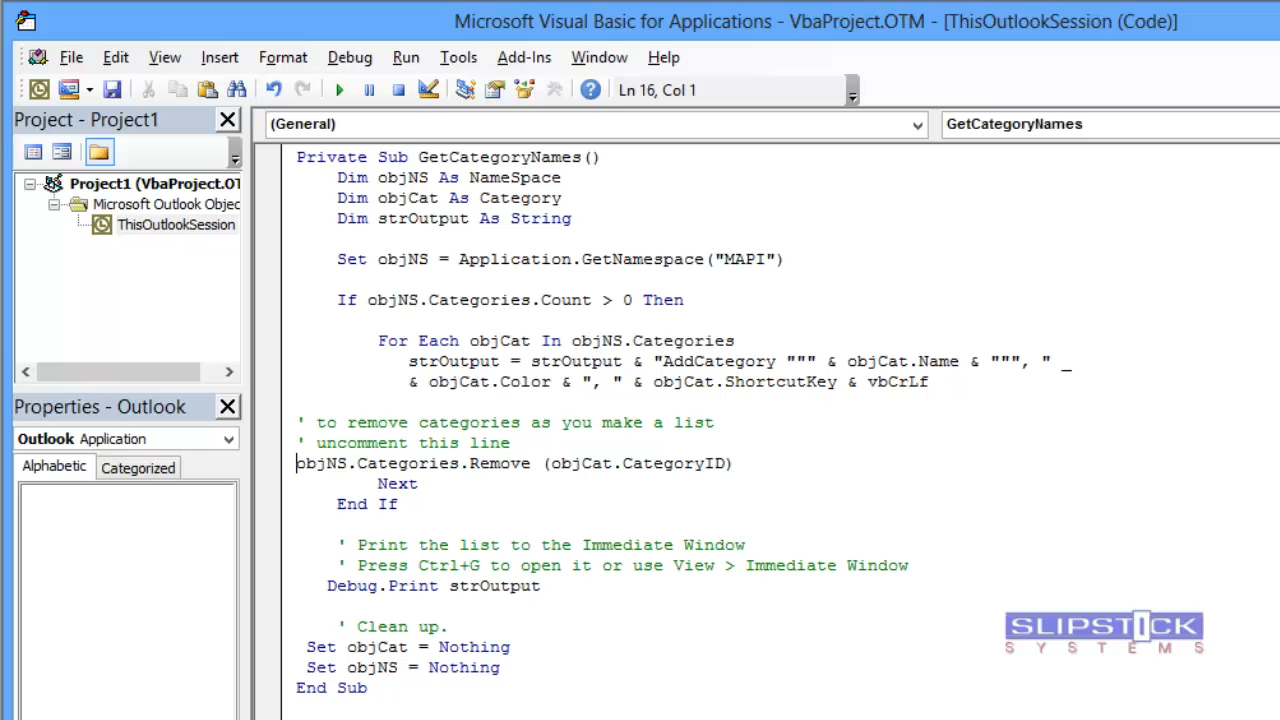 Microsoft Visual Basic for Applications - VbaProject.OTM - [ThisOutlookSession (Code)]
File Edit View Insert Format Debug Run Tools Add-Ins Window Help
Ln 16, Col 1
Project - Project1
(General)
GetCategoryNames
Project1 (VbaProject.OT
Microsoft Outlook Objec
ThisOutlookSession
Properties - Outlook
Outlook Application
Alphabetic Categorized
Private Sub GetCategoryNames()
Dim objNS As NameSpace
Dim objCat As Category
Dim strOutput As String
Set objNS = Application.GetNamespace("MAPI")
If objNS.Categories.Count > 0 Then
For Each objCat In objNS.Categories
strOutput = strOutput & "AddCategory """ & objCat.Name & """, " _
& objCat.Color & ", " & objCat.ShortcutKey & vbCrLf
' to remove categories as you make a list
' uncomment this line
objNS.Categories.Remove (objCat.CategoryID)
Next
End If
' Print the list to the Immediate Window
' Press Ctrl+G to open it or use View > Immediate Window
Debug.Print strOutput
' Clean up.
Set objCat = Nothing
Set objNS = Nothing
End Sub
SLIPSTICK
SYSTEMS